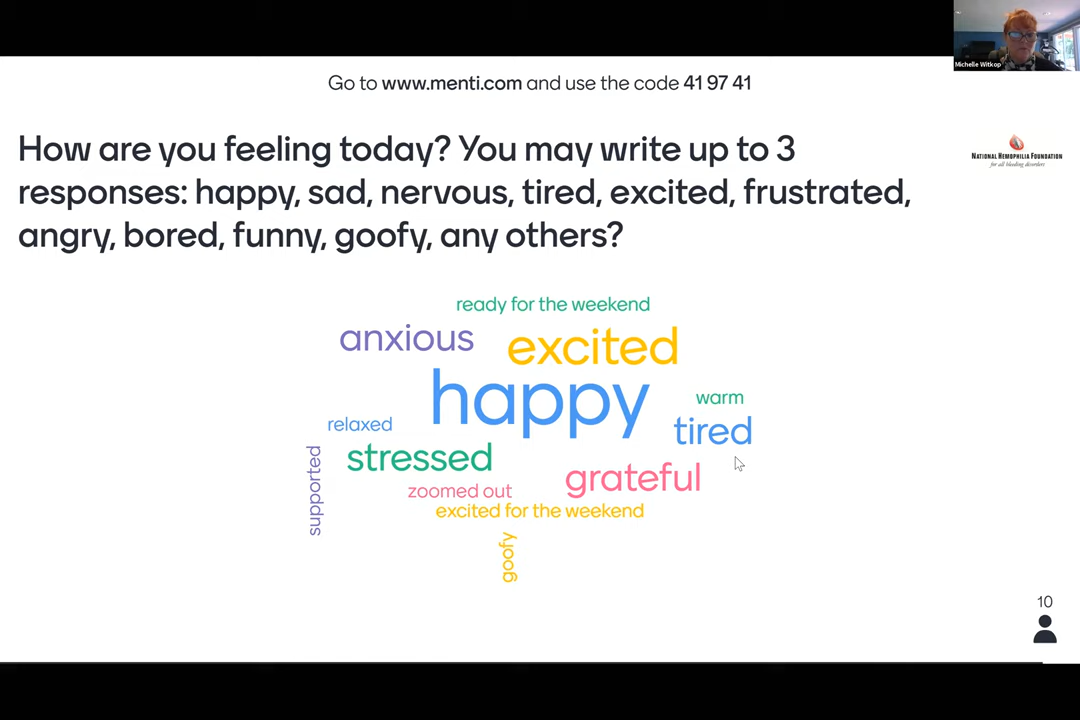 Michelle Witkop
Go to www.menti.com and use the code 41 97 41
How are you feeling today? You may write up to 3
responses: happy, sad, nervous, tired, excited, frustrated,
angry, bored, funny, goofy, any others?
NATIONAL HEMOPHILIA FOUNDATION
for all bleeding disorders
ready for the weekend
anxious
excited
happy
warm
relaxed
tired
stressed
supported
grateful
zoomed out
excited for the weekend
goofy
10